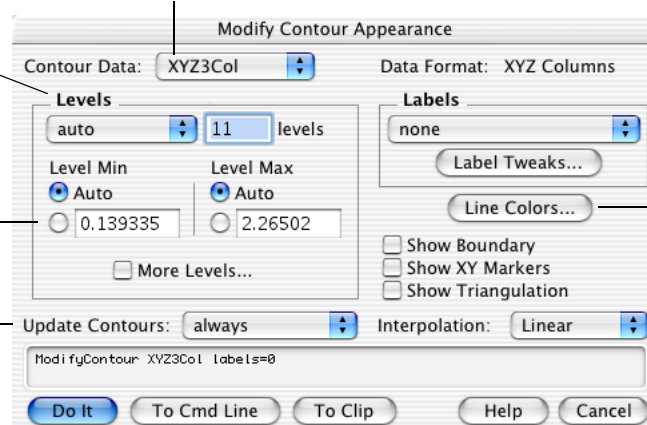 Modify Contour Appearance
Contour Data: XYZ3Col
Data Format: XYZ Columns
Levels
auto 11 levels
Level Min Level Max
Auto Auto
0.139335 2.26502
More Levels...
Labels
none
Label Tweaks...
Line Colors...
Show Boundary
Show XY Markers
Show Triangulation
Update Contours: always
Interpolation: Linear
ModifyContour XYZ3Col labels=0
Do It To Cmd Line To Clip Help Cancel